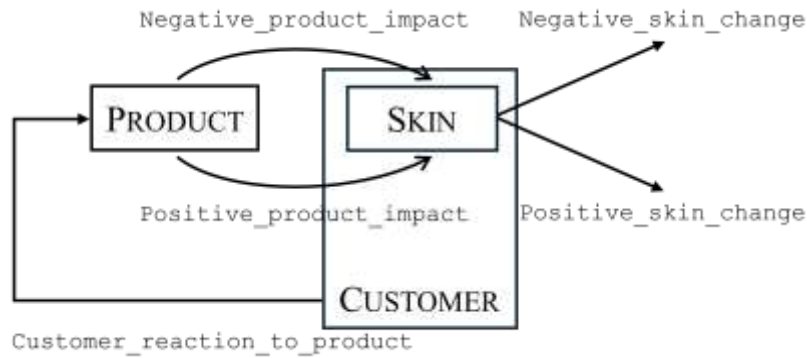 Negative_product_impact
Negative_skin_change
PRODUCT
SKIN
Positive_product_impact
Positive_skin_change
CUSTOMER
Customer_reaction_to_product